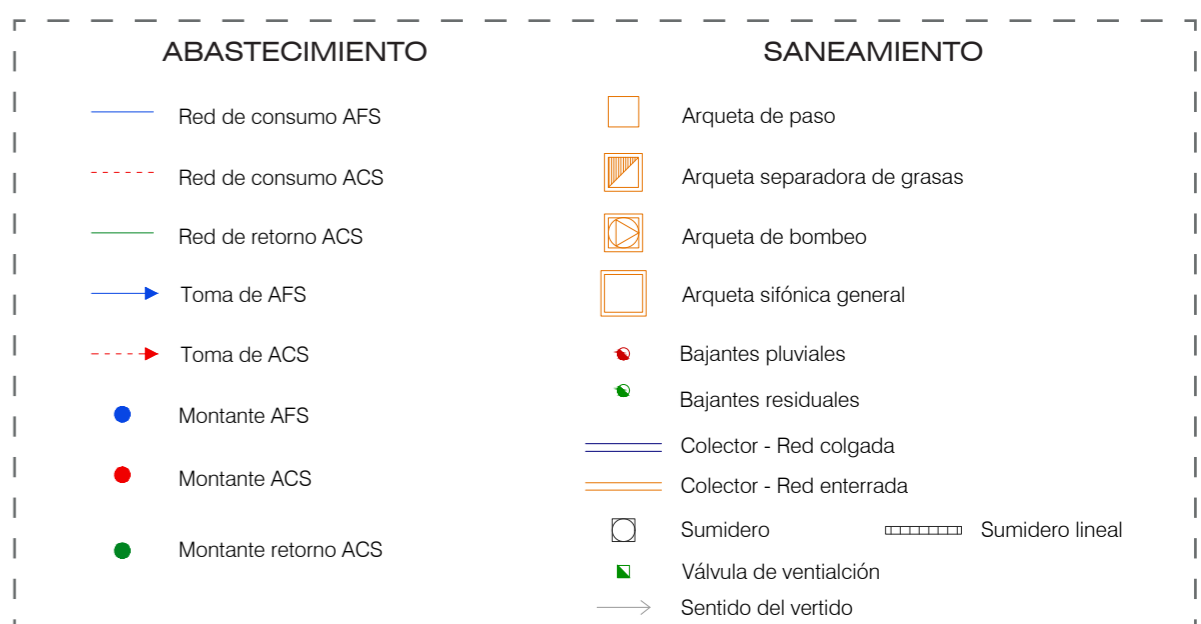 ABASTECIMIENTO
Red de consumo AFS
Red de consumo ACS
Red de retorno ACS
Toma de AFS
Toma de ACS
Montante AFS
Montante ACS
Montante retorno ACS
SANEAMIENTO
Arqueta de paso
Arqueta separadora de grasas
Arqueta de bombeo
Arqueta sifónica general
Bajantes pluviales
Bajantes residuales
Colector - Red colgada
Colector - Red enterrada
Sumidero
Sumidero lineal
Válvula de ventialción
Sentido del vertido